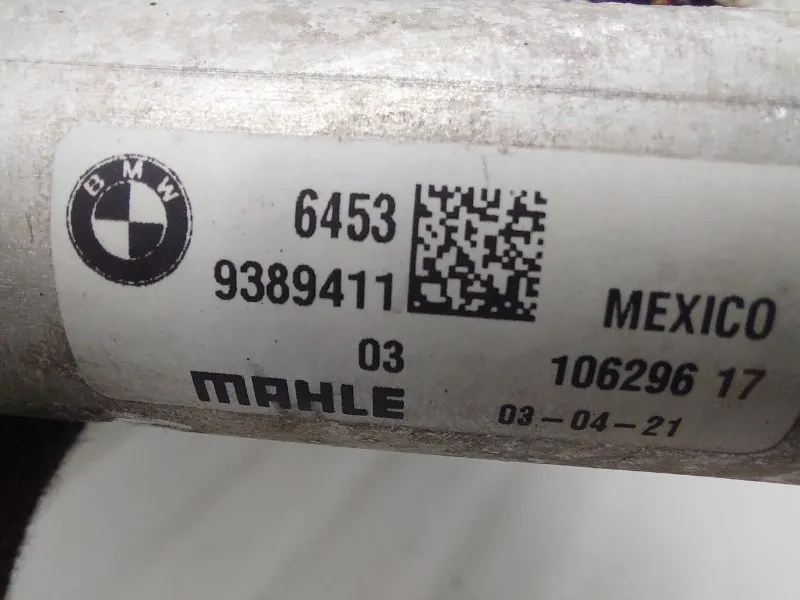 BMW
6453
9389411
03
MAHLE
MEXICO
106296 17
03-04-21